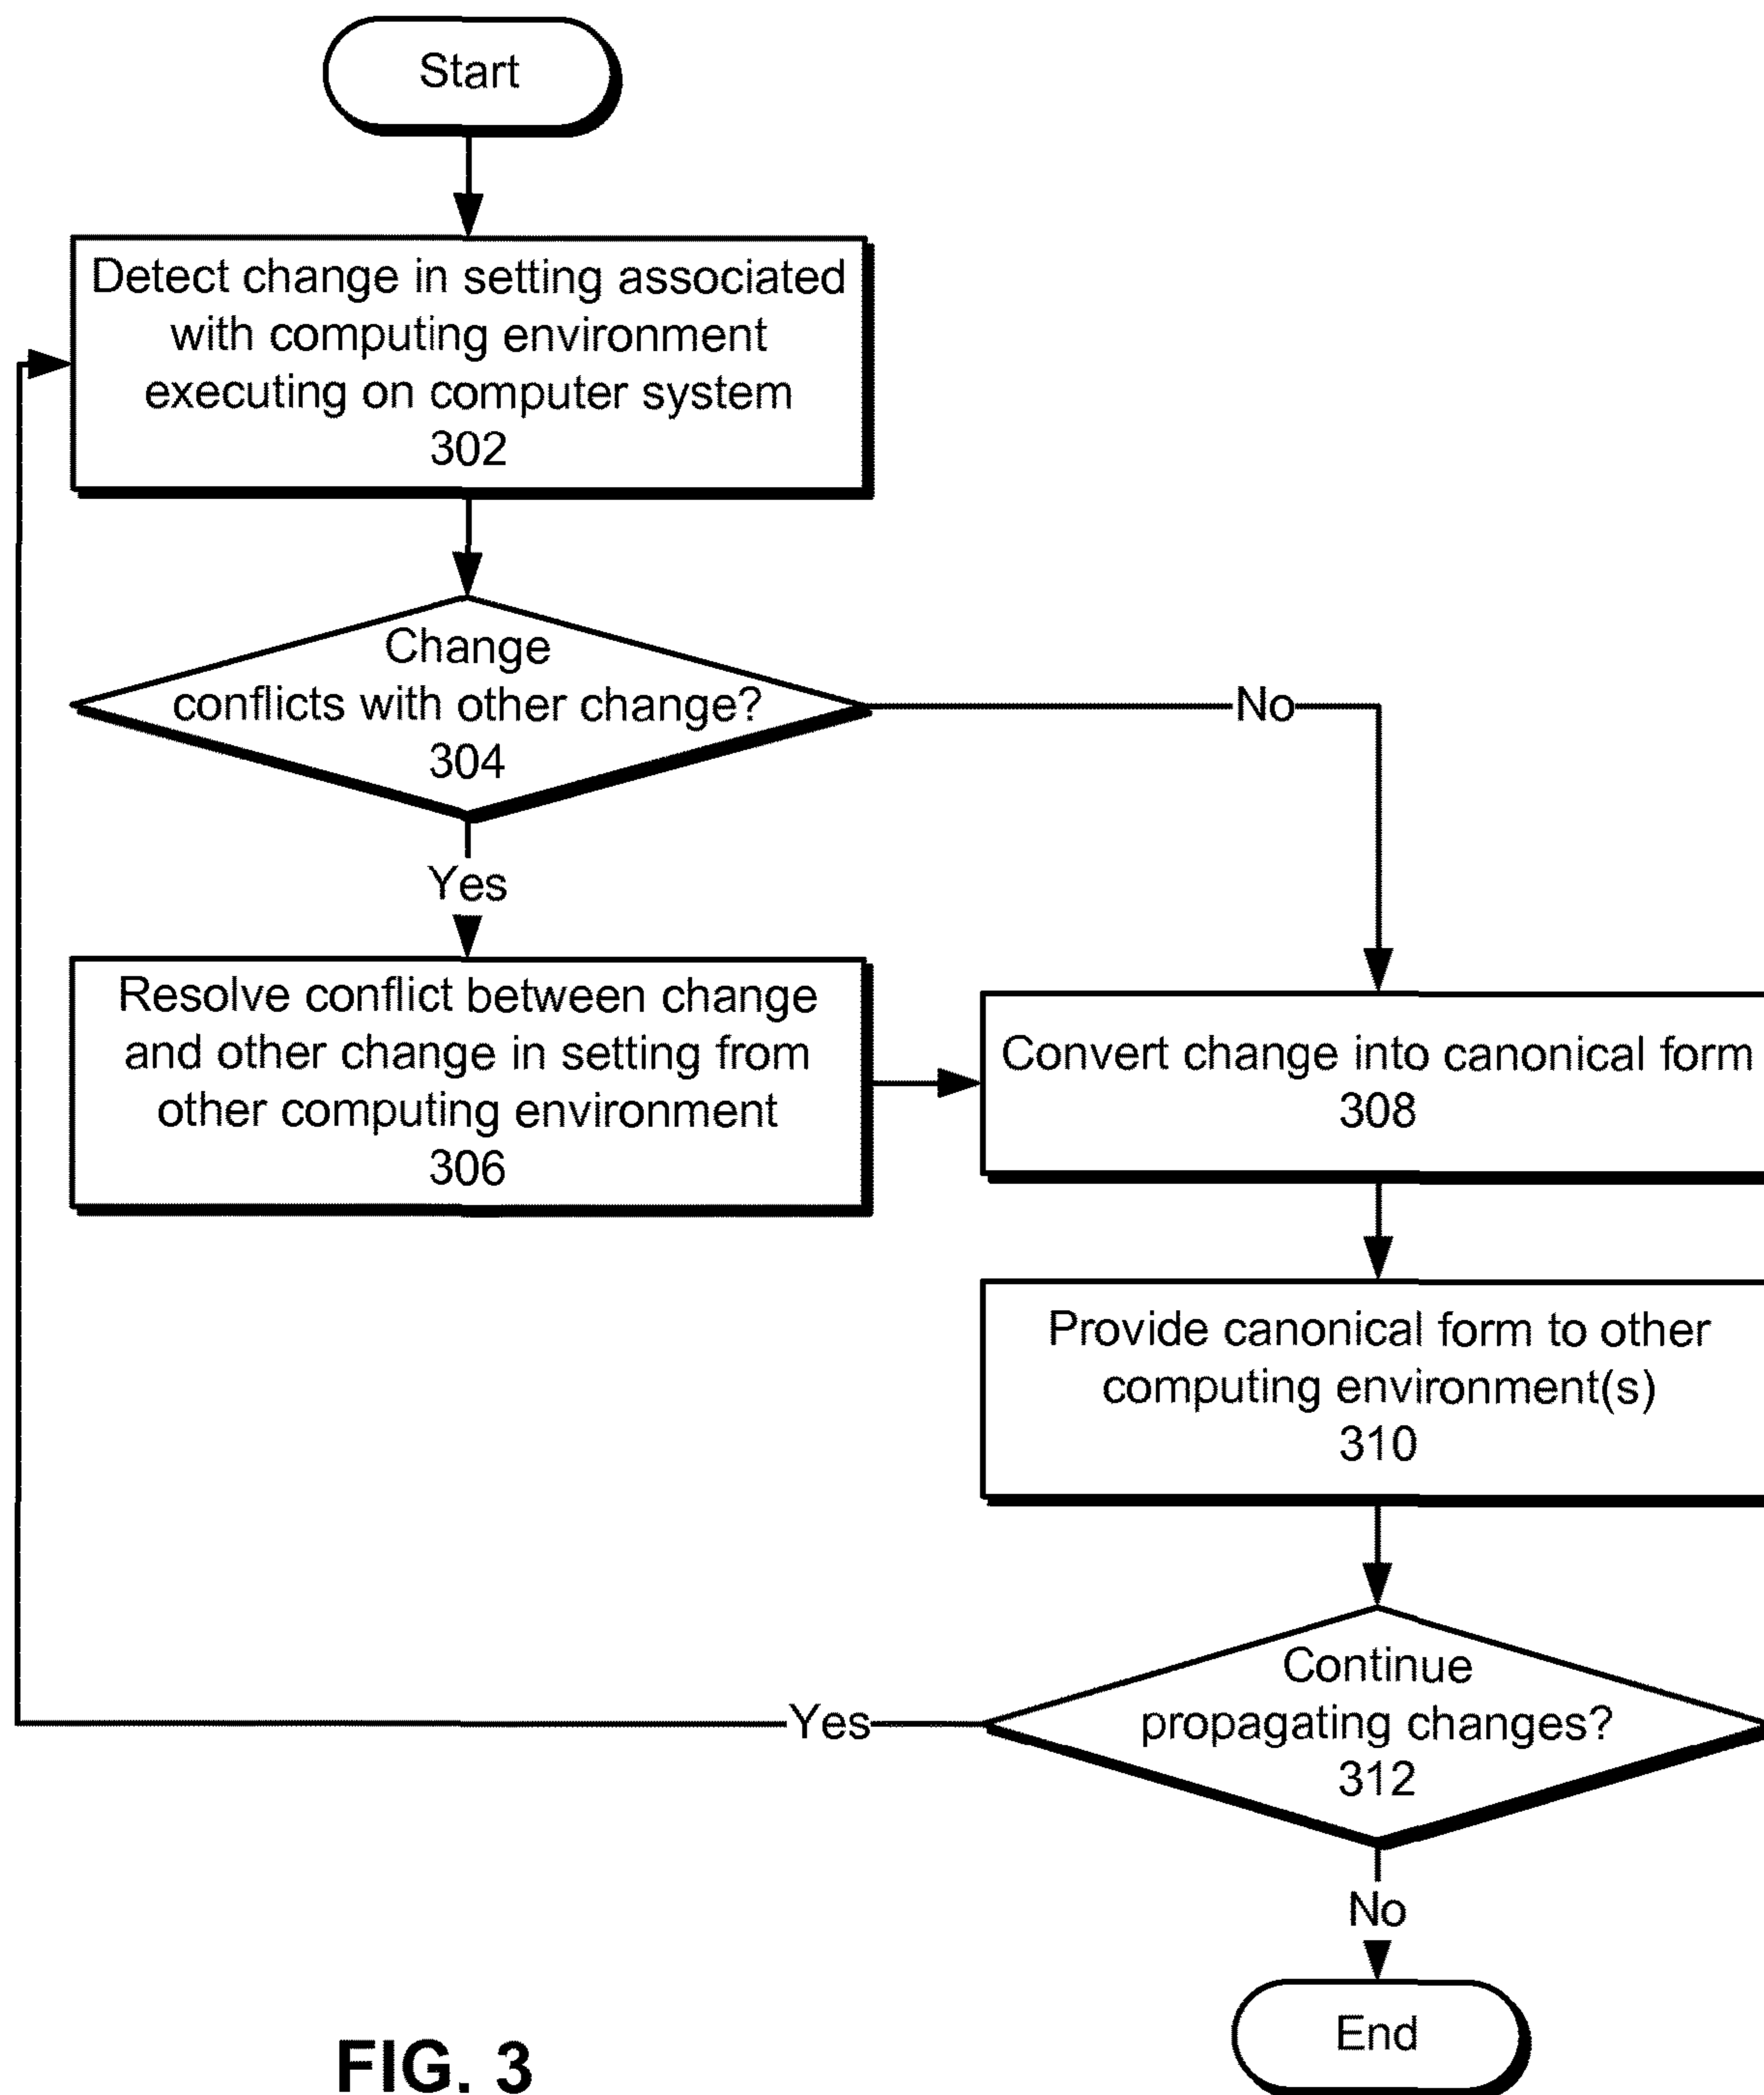 Start
Detect change in setting associated
with computing environment
executing on computer system
302
Change
conflicts with other change?
304
No
Yes
Resolve conflict between change
and other change in setting from
other computing environment
306
Convert change into canonical form
308
Provide canonical form to other
computing environment(s)
310
Continue
propagating changes?
312
Yes
No
End
FIG. 3